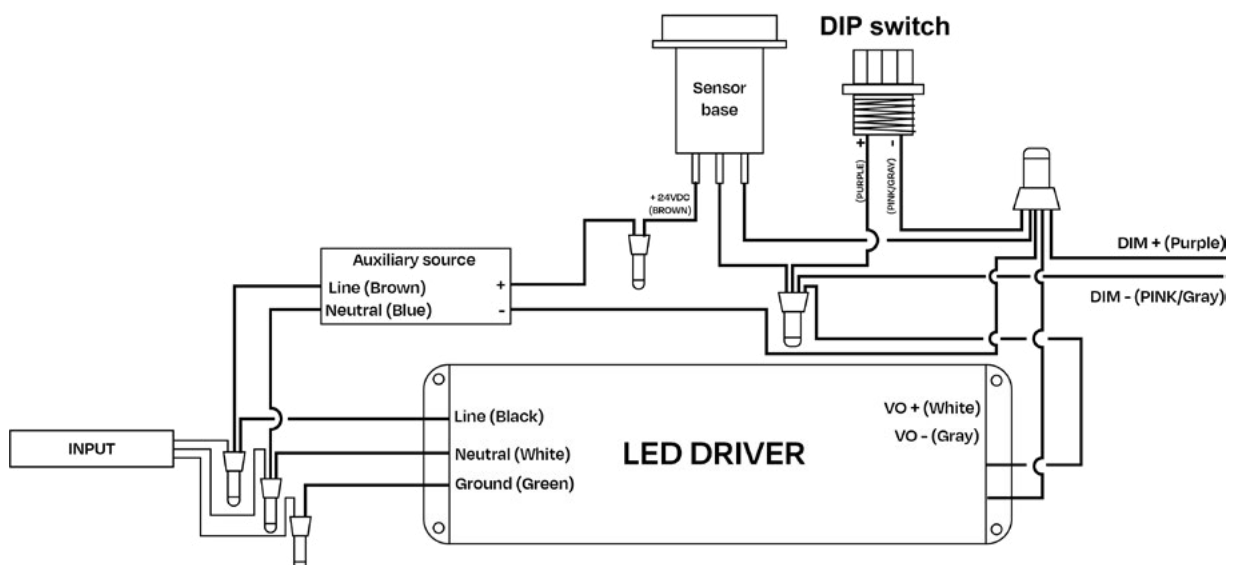 DIP switch
Sensor
base
+
-
(PURPLE)
(PINK/GRAY)
+ 24VDC
(BROWN)
DIM + (Purple)
DIM - (PINK/Gray)
Auxiliary source
Line (Brown)
+
Neutral (Blue)
-
INPUT
Line (Black)
Neutral (White)
Ground (Green)
LED DRIVER
VO + (White)
VO - (Gray)